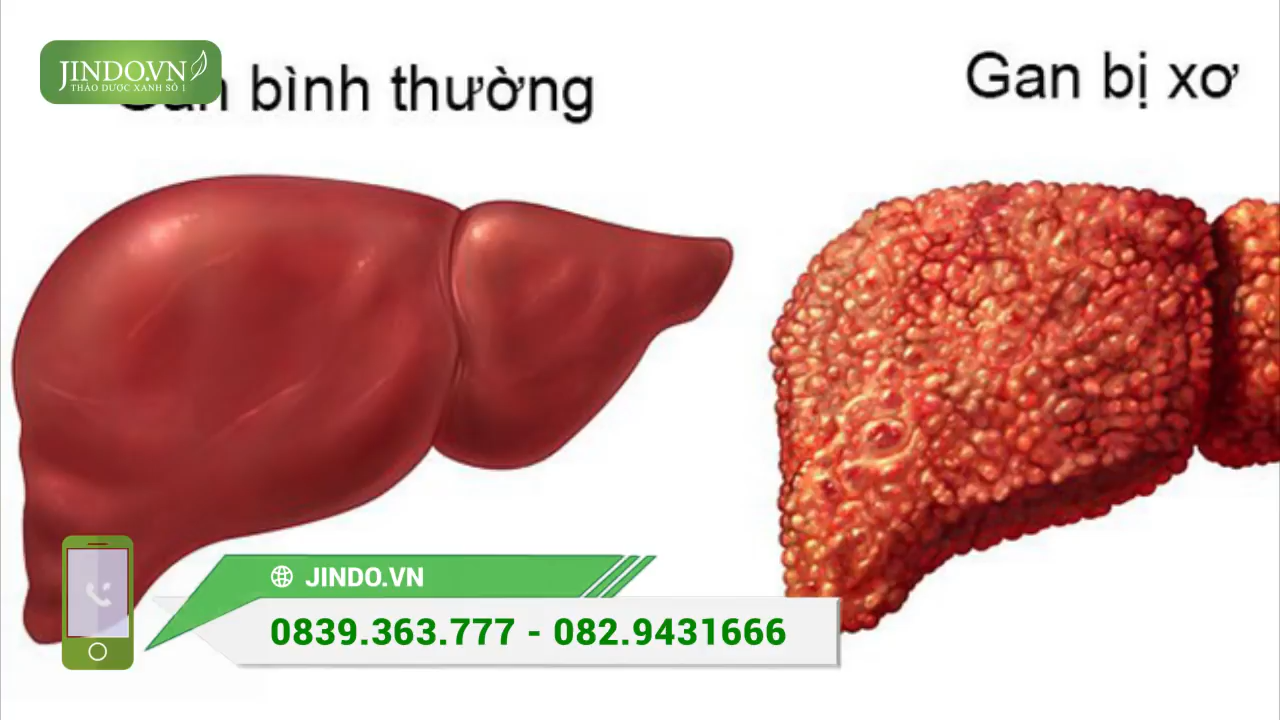 JINDO.VN
THẢO DƯỢC XANH SỐ 1
bình thường
Gan bị xơ
JINDO.VN
0839.363.777 - 082.9431666